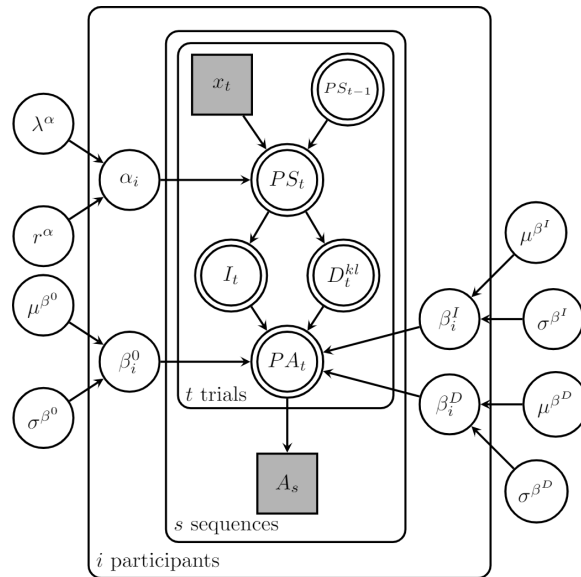 x_t
PS_{t−1}
λ^α
α_i
PS_t
r^α
μ^{β^I}
I_t
D_t^{kl}
μ^{β^0}
β_i^I
σ^{β^I}
β_i^0
PA_t
t trials
β_i^D
μ^{β^D}
σ^{β^0}
A_s
σ^{β^D}
s sequences
i participants